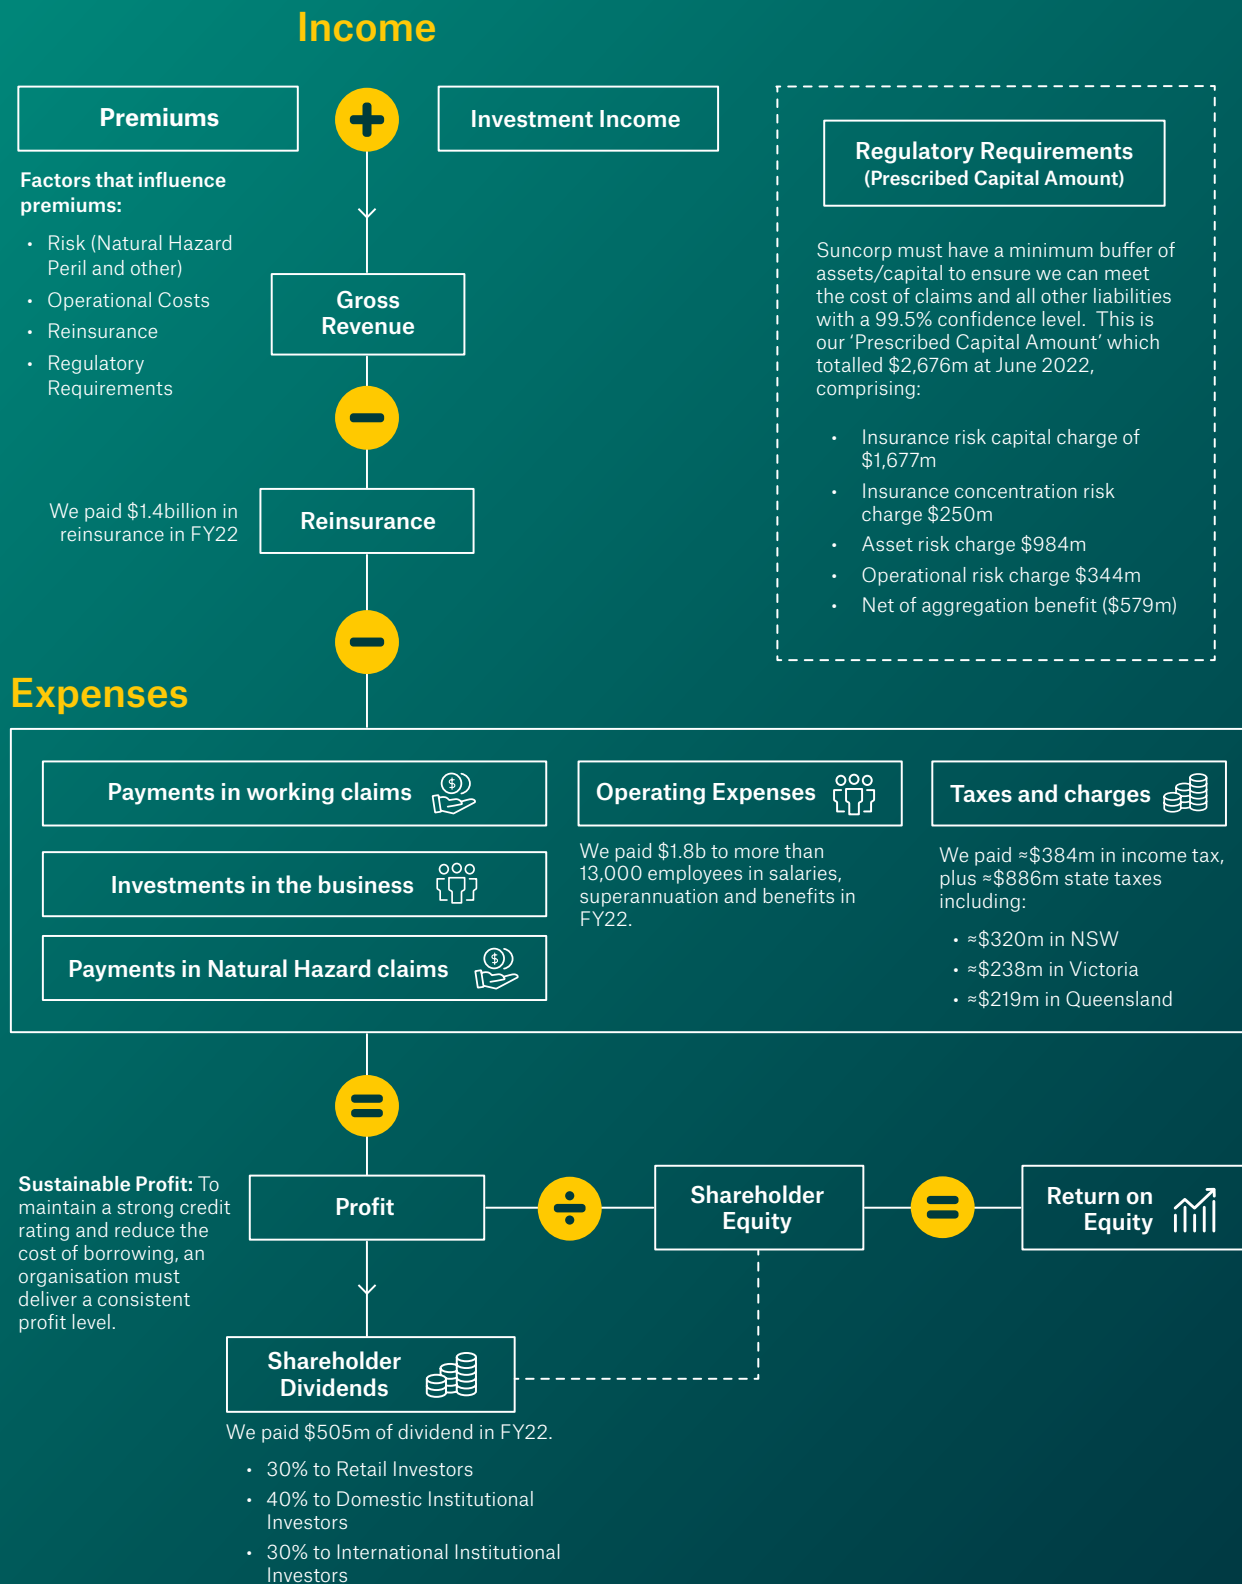 Income
Premiums
Investment Income
Factors that influence
premiums:
• Risk (Natural Hazard
Peril and other)
• Operational Costs
• Reinsurance
• Regulatory
Requirements
Gross
Revenue
Regulatory Requirements
(Prescribed Capital Amount)
Suncorp must have a minimum buffer of
assets/capital to ensure we can meet
the cost of claims and all other liabilities
with a 99.5% confidence level.  This is
our ‘Prescribed Capital Amount’ which
totalled $2,676m at June 2022,
comprising:
• Insurance risk capital charge of
$1,677m
• Insurance concentration risk
charge $250m
• Asset risk charge $984m
• Operational risk charge $344m
• Net of aggregation benefit ($579m)
We paid $1.4billion in
reinsurance in FY22
Reinsurance
Expenses
Payments in working claims
Investments in the business
Payments in Natural Hazard claims
Operating Expenses
We paid $1.8b to more than
13,000 employees in salaries,
superannuation and benefits in
FY22.
Taxes and charges
We paid ≈$384m in income tax,
plus ≈$886m state taxes
including:
• ≈$320m in NSW
• ≈$238m in Victoria
• ≈$219m in Queensland
Sustainable Profit: To
maintain a strong credit
rating and reduce the
cost of borrowing, an
organisation must
deliver a consistent
profit level.
Profit
Shareholder
Equity
Return on
Equity
Shareholder
Dividends
We paid $505m of dividend in FY22.
• 30% to Retail Investors
• 40% to Domestic Institutional
Investors
• 30% to International Institutional
Investors